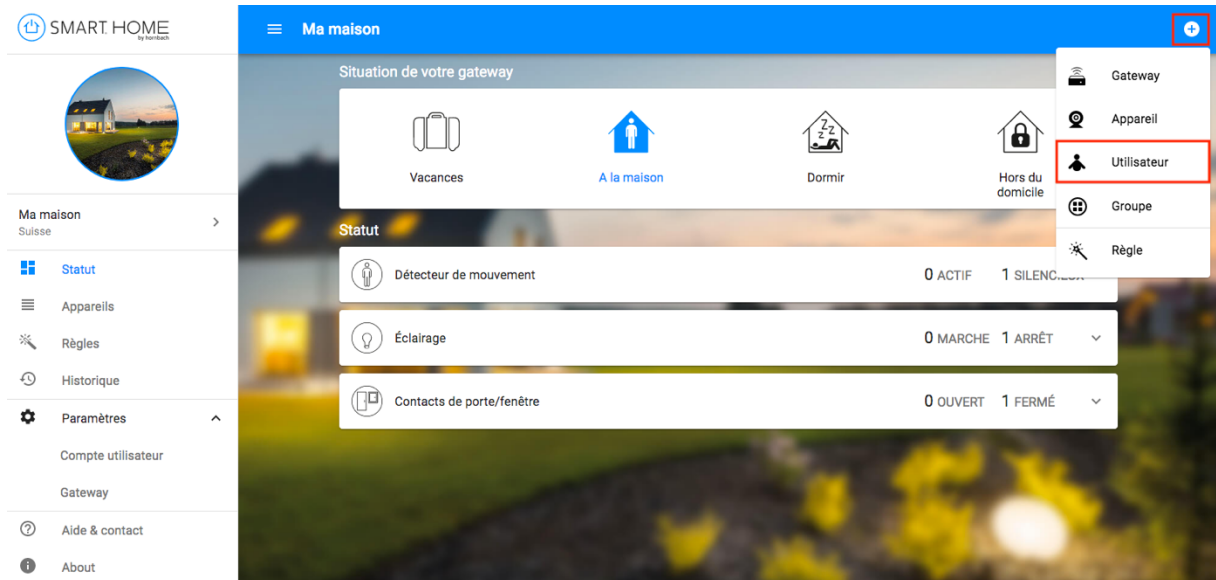 SMART HOME
by hornbach
Ma maison
Suisse
Statut
Appareils
Règles
Historique
Paramètres
Compte utilisateur
Gateway
Aide & contact
About
Ma maison
Situation de votre gateway
Vacances
A la maison
Dormir
Hors du
domicile
Statut
Détecteur de mouvement 0 ACTIF 1 SILENCIEUX
Éclairage 0 MARCHE 1 ARRÊT
Contacts de porte/fenêtre 0 OUVERT 1 FERMÉ
Gateway
Appareil
Utilisateur
Groupe
Règle